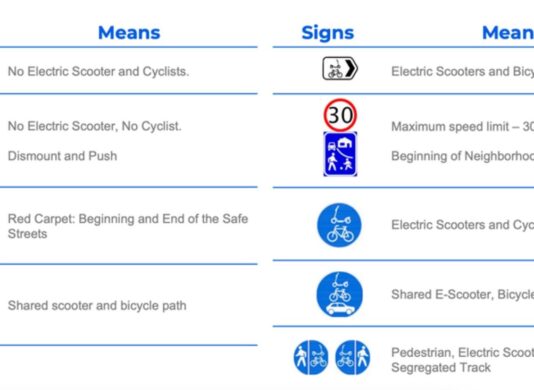 Means
No Electric Scooter and Cyclists.
No Electric Scooter, No Cyclist.
Dismount and Push
Red Carpet: Beginning and End of the Safe
Streets
Shared scooter and bicycle path
Signs Mean
Electric Scooters and Bicy
30
Maximum speed limit – 30
Beginning of Neighborhoo
Electric Scooters and Cyc
Shared E-Scooter, Bicycle
Pedestrian, Electric Scoot
Segregated Track